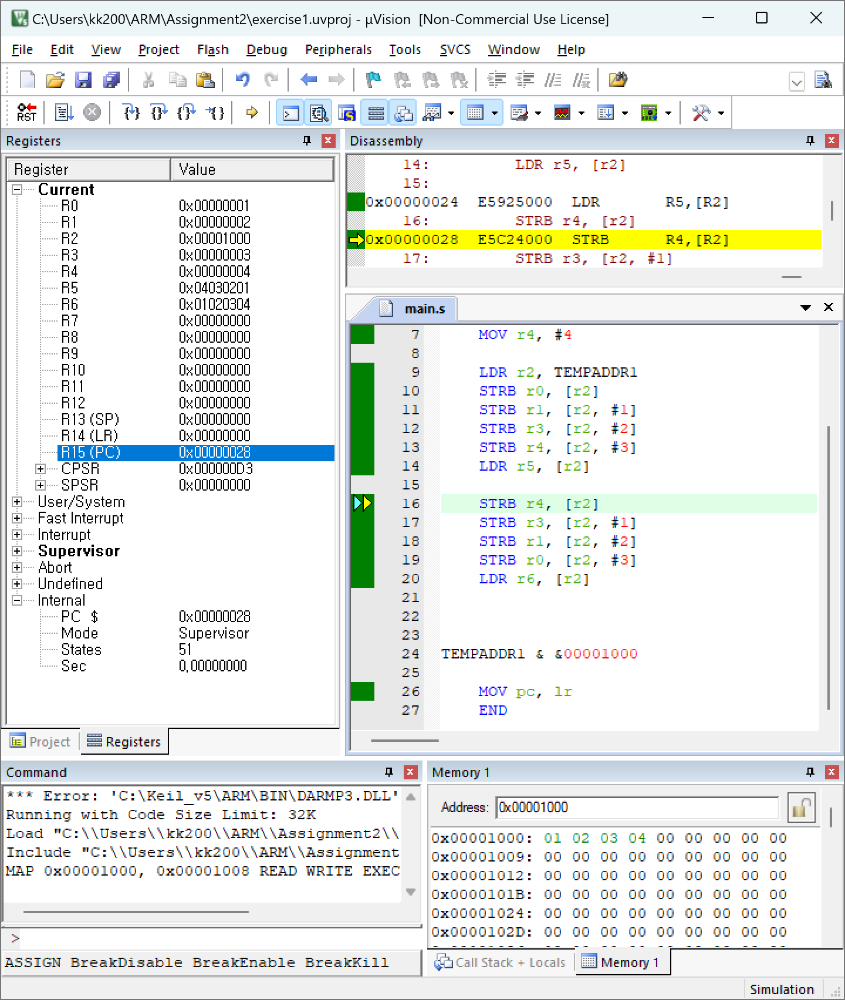 C:\Users\kk200\ARM\Assignment2\exercise1.uvproj - µVision [Non-Commercial Use License]
File Edit View Project Flash Debug Peripherals Tools SVCS Window Help
RST
Registers
Register Value
Current
R0 0x00000001
R1 0x00000002
R2 0x00001000
R3 0x00000003
R4 0x00000004
R5 0x04030201
R6 0x01020304
R7 0x00000000
R8 0x00000000
R9 0x00000000
R10 0x00000000
R11 0x00000000
R12 0x00000000
R13 (SP) 0x00000000
R14 (LR) 0x00000000
R15 (PC) 0x00000028
CPSR 0x000000D3
SPSR 0x00000000
User/System
Fast Interrupt
Interrupt
Supervisor
Abort
Undefined
Internal
PC $ 0x00000028
Mode Supervisor
States 51
Sec 0,00000000
Project Registers
Disassembly
14: LDR r5, [r2]
15:
0x00000024 E5925000 LDR R5,[R2]
16: STRB r4, [r2]
0x00000028 E5C24000 STRB R4,[R2]
17: STRB r3, [r2, #1]
main.s
7 MOV r4, #4
8
9 LDR r2, TEMPADDR1
10 STRB r0, [r2]
11 STRB r1, [r2, #1]
12 STRB r3, [r2, #2]
13 STRB r4, [r2, #3]
14 LDR r5, [r2]
15
16 STRB r4, [r2]
17 STRB r3, [r2, #1]
18 STRB r1, [r2, #2]
19 STRB r0, [r2, #3]
20 LDR r6, [r2]
21
22
23
24 TEMPADDR1 & &00001000
25
26 MOV pc, lr
27 END
Command
*** Error: 'C:\Keil_v5\ARM\BIN\DARMP3.DLL'
Running with Code Size Limit: 32K
Load "C:\\Users\\kk200\\ARM\\Assignment2\\
Include "C:\\Users\\kk200\\ARM\\Assignment
MAP 0x00001000, 0x00001008 READ WRITE EXEC
>
ASSIGN BreakDisable BreakEnable BreakKill
Memory 1
Address: 0x00001000
0x00001000: 01 02 03 04 00 00 00 00 00
0x00001009: 00 00 00 00 00 00 00 00 00
0x00001012: 00 00 00 00 00 00 00 00 00
0x0000101B: 00 00 00 00 00 00 00 00 00
0x00001024: 00 00 00 00 00 00 00 00 00
0x0000102D: 00 00 00 00 00 00 00 00 00
Call Stack + Locals Memory 1
Simulation